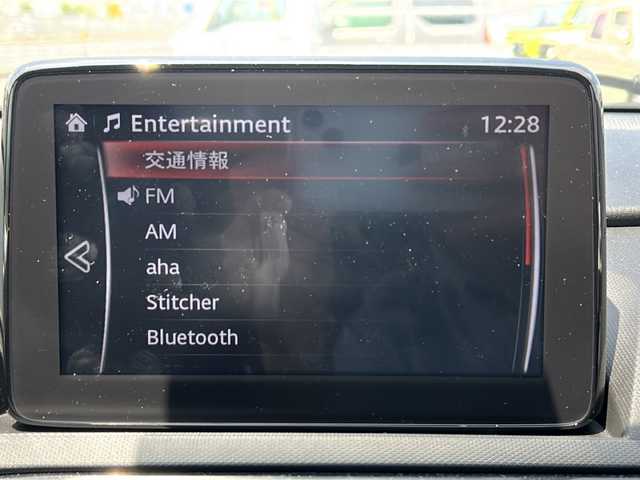 Entertainment 12:28
交通情報
FM
AM
aha
Stitcher
Bluetooth